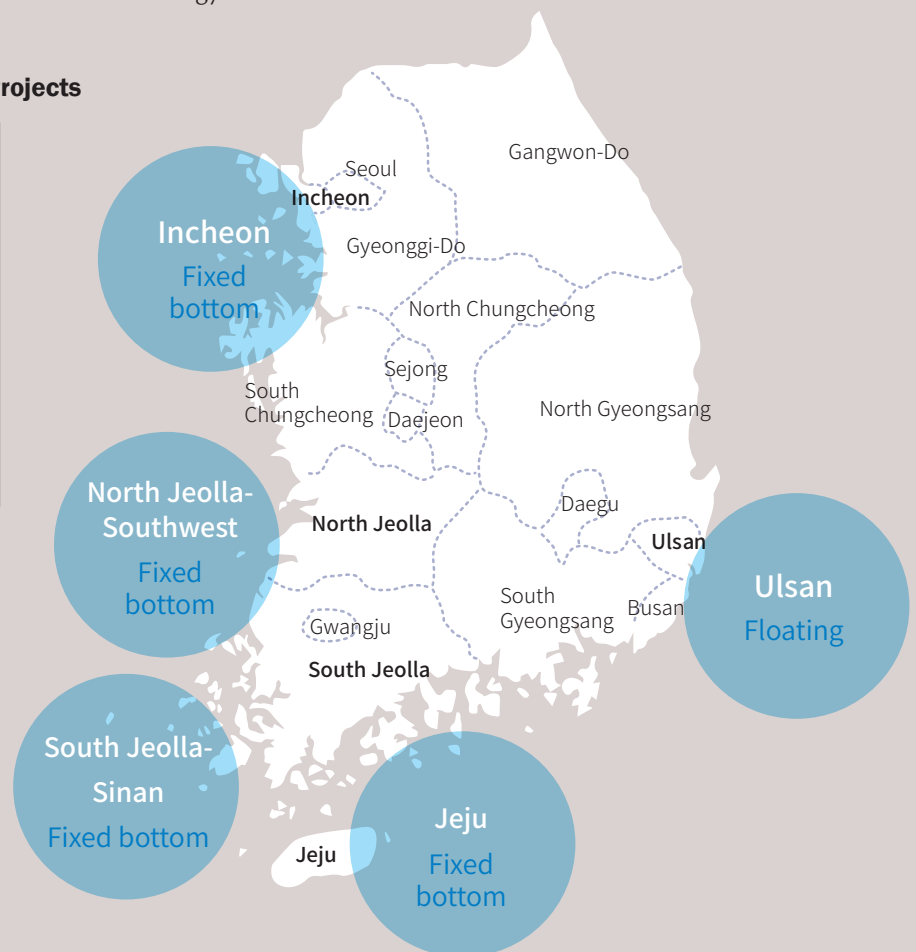 rojects
Gangwon-Do
Seoul
Incheon
Incheon
Fixed
bottom
Gyeonggi-Do
North Chungcheong
Sejong
South
Chungcheong
Daejeon
North Gyeongsang
North Jeolla-
Southwest
Fixed
bottom
North Jeolla
Daegu
Ulsan
Ulsan
Floating
South
Gyeongsang
Busan
Gwangju
South Jeolla
South Jeolla-
Sinan
Fixed bottom
Jeju
Jeju
Fixed
bottom